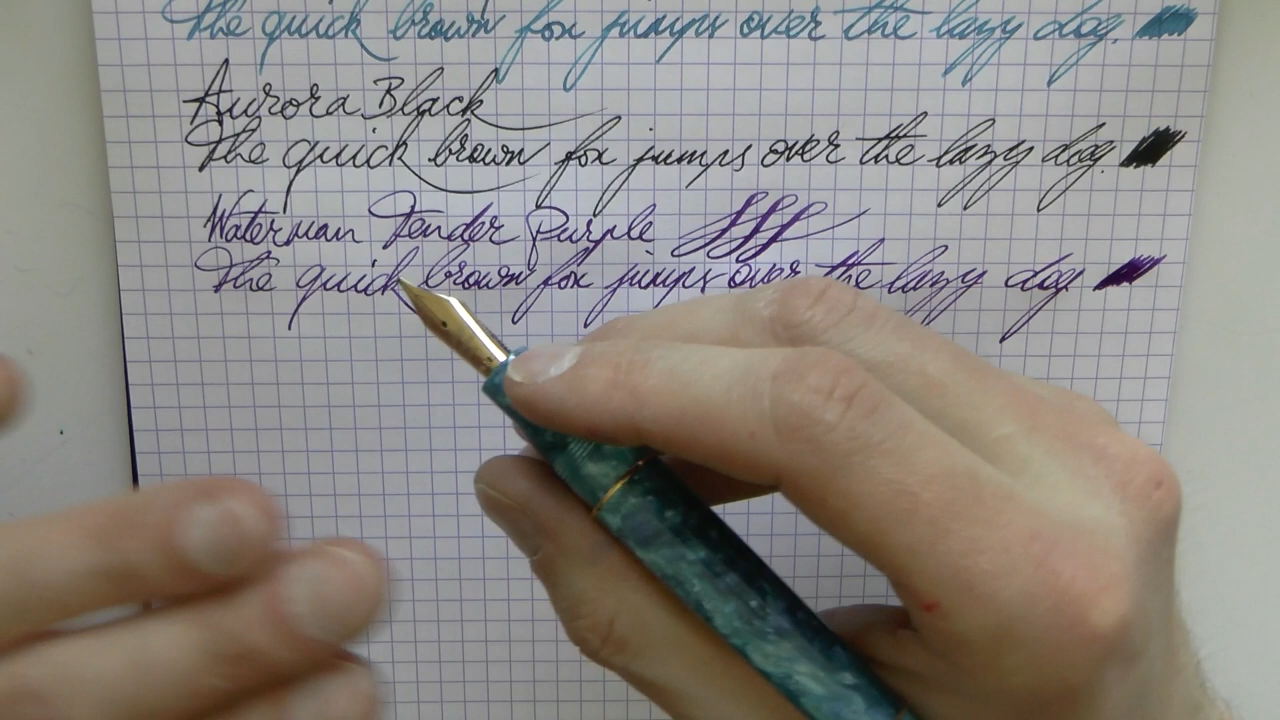 The quick brown fox jumps over the lazy dog.
Aurora Black
The quick brown fox jumps over the lazy dog.
Waterman Tender Purple
The quick brown fox jumps over the lazy dog.